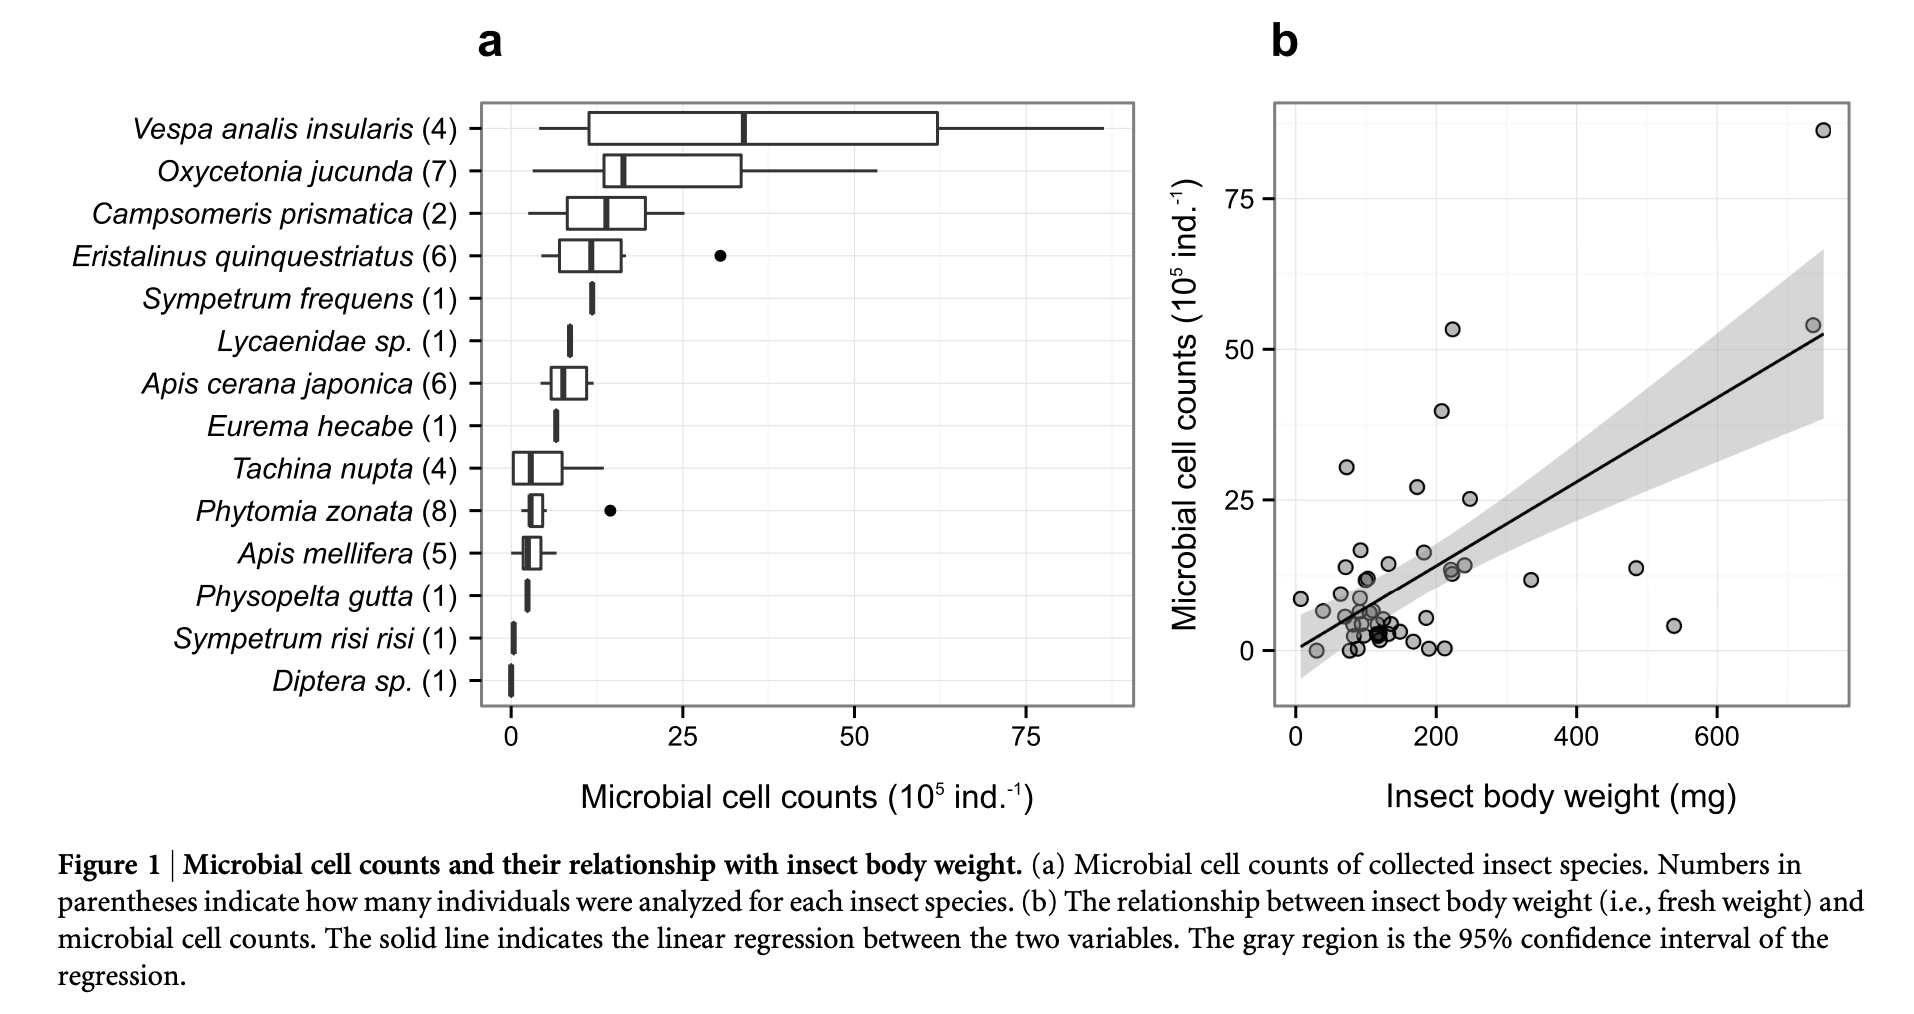 a
Vespa analis insularis (4)
Oxycetonia jucunda (7)
Campsomeris prismatica (2)
Eristalinus quinquestriatus (6)
Sympetrum frequens (1)
Lycaenidae sp. (1)
Apis cerana japonica (6)
Eurema hecabe (1)
Tachina nupta (4)
Phytomia zonata (8)
Apis mellifera (5)
Physopelta gutta (1)
Sympetrum risi risi (1)
Diptera sp. (1)
0 25 50 75
Microbial cell counts (10⁵ ind.⁻¹)
b
Microbial cell counts (10⁵ ind.⁻¹)
75
50
25
0
0 200 400 600
Insect body weight (mg)
Figure 1 | Microbial cell counts and their relationship with insect body weight. (a) Microbial cell counts of collected insect species. Numbers in
parentheses indicate how many individuals were analyzed for each insect species. (b) The relationship between insect body weight (i.e., fresh weight) and
microbial cell counts. The solid line indicates the linear regression between the two variables. The gray region is the 95% confidence interval of the
regression.